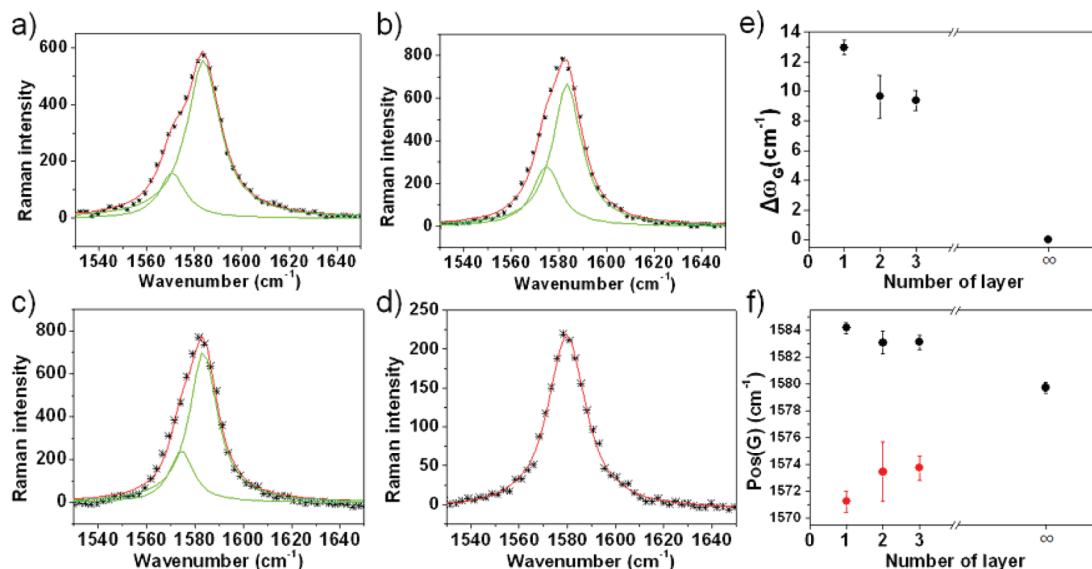 a)
Raman intensity
600
400
200
0
1540 1560 1580 1600 1620 1640
Wavenumber (cm⁻¹)
b)
Raman intensity
800
600
400
200
0
1540 1560 1580 1600 1620 1640
Wavenumber (cm⁻¹)
e)
Δω_G(cm⁻¹)
14
12
10
8
6
4
2
0
0 1 2 3 ∞
Number of layer
c)
Raman intensity
800
600
400
200
0
1540 1560 1580 1600 1620 1640
Wavenumber (cm⁻¹)
d)
Raman intensity
250
200
150
100
50
0
1540 1560 1580 1600 1620 1640
Wavenumber (cm⁻¹)
f)
Pos(G) (cm⁻¹)
1584
1582
1580
1578
1576
1574
1572
1570
0 1 2 3 ∞
Number of layer